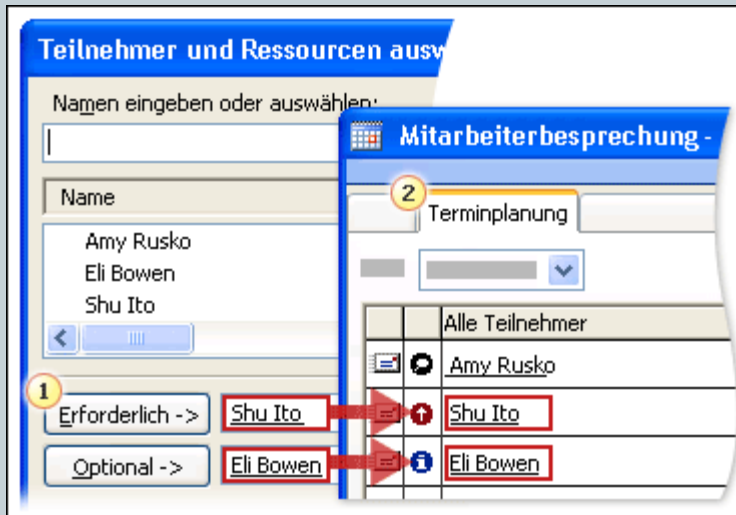 Teilnehmer und Ressourcen ausw
Namen eingeben oder auswählen:
Name
Amy Rusko
Eli Bowen
Shu Ito
1
Erforderlich -> Shu Ito
Optional -> Eli Bowen
Mitarbeiterbesprechung -
2
Terminplanung
Alle Teilnehmer
Amy Rusko
Shu Ito
Eli Bowen